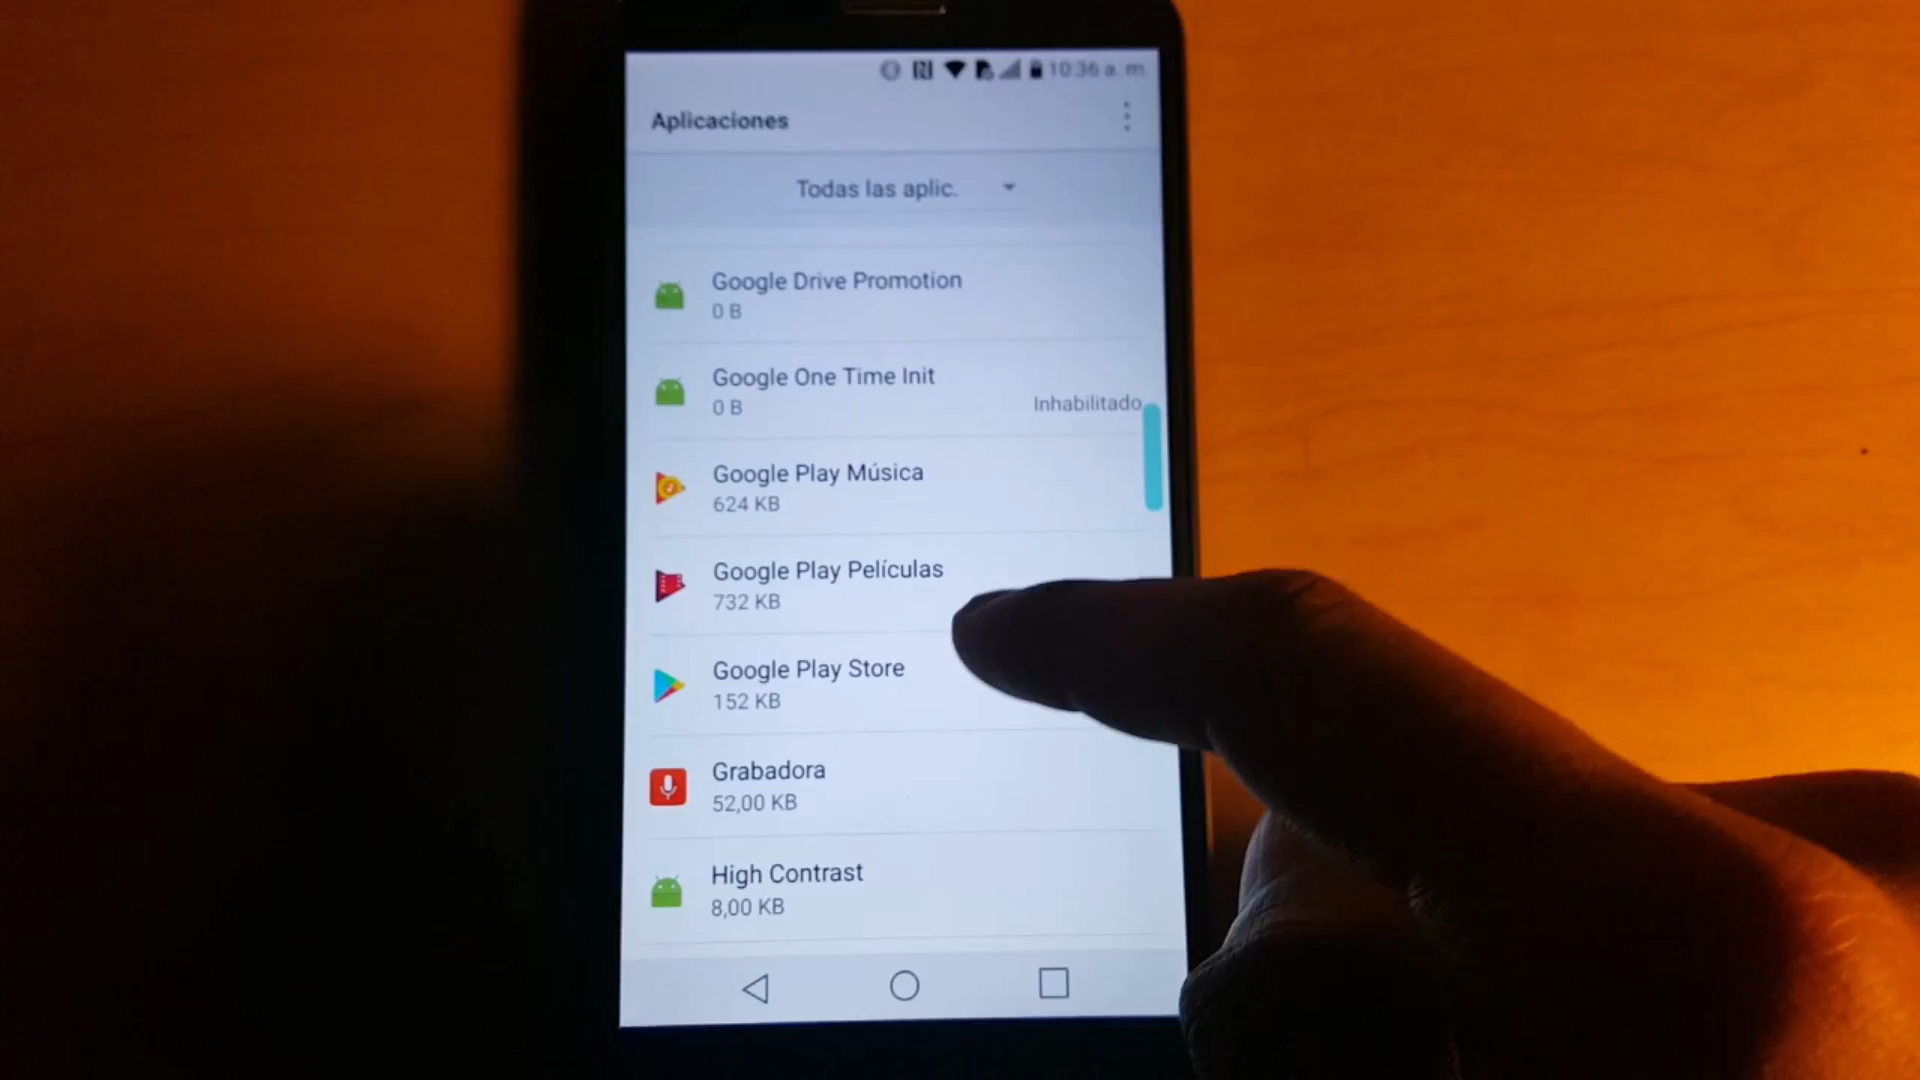 10:36 a. m.
Aplicaciones
Todas las aplic.
Google Drive Promotion
0 B
Google One Time Init
0 B
Inhabilitado
Google Play Música
624 KB
Google Play Películas
732 KB
Google Play Store
152 KB
Grabadora
52,00 KB
High Contrast
8,00 KB